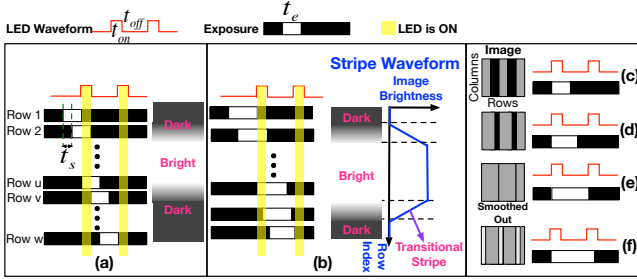 LED Waveform t_on t_off Exposure t_e LED is ON
Row 1
Row 2
t_s
Row u
Row v
Row w
Dark
Bright
Dark
(a)
Stripe Waveform
Image
Brightness
Dark
Bright
Dark
Row
Index
Transitional
Stripe
(b)
Image
Columns
Rows
(c)
(d)
(e)
Smoothed
Out
(f)